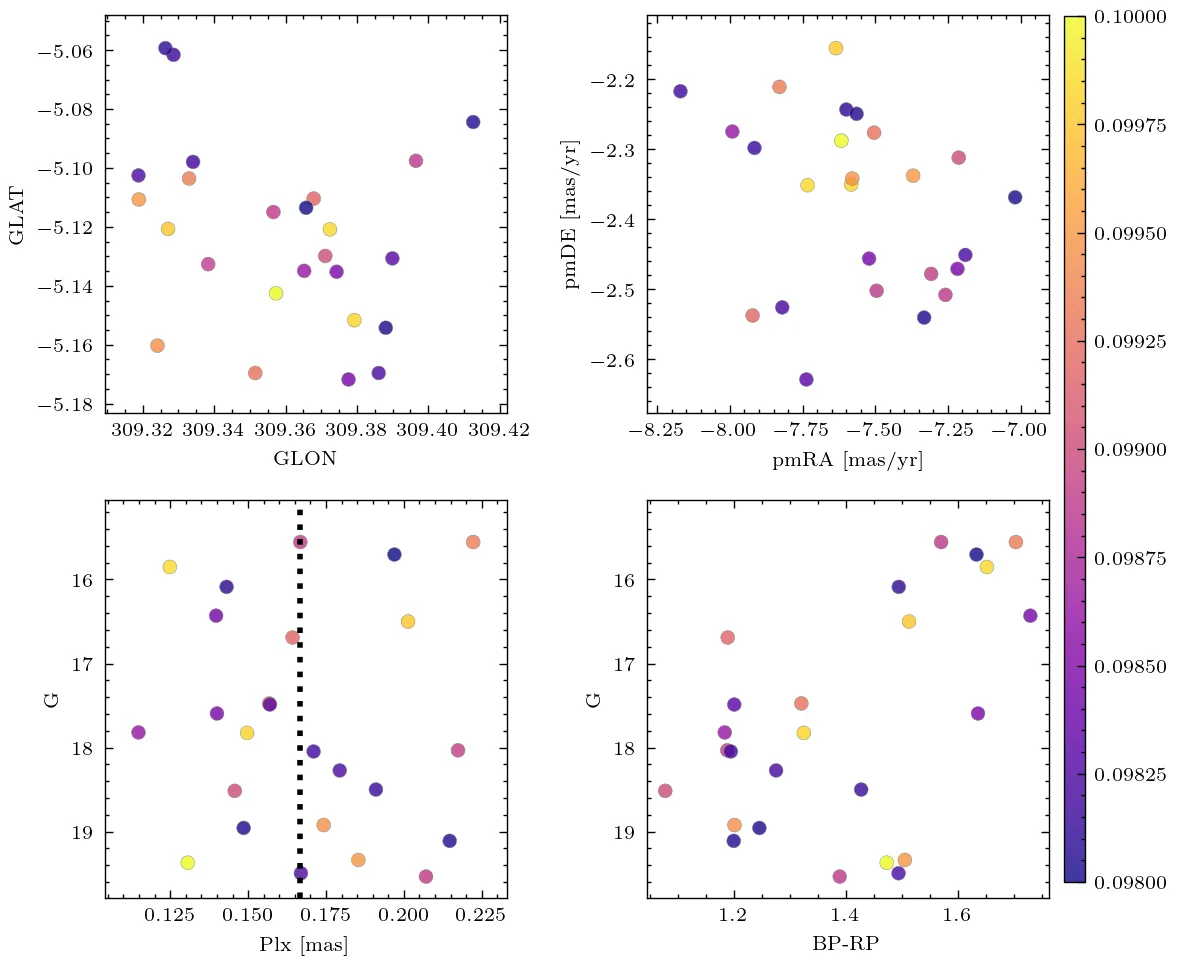 −5.06
−5.08
−5.10
−5.12
−5.14
−5.16
−5.18
GLAT
309.32 309.34 309.36 309.38 309.40 309.42
GLON
−2.2
−2.3
−2.4
−2.5
−2.6
pmDE [mas/yr]
−8.25 −8.00 −7.75 −7.50 −7.25 −7.00
pmRA [mas/yr]
16
17
18
19
G
0.125 0.150 0.175 0.200 0.225
Plx [mas]
16
17
18
19
G
1.2 1.4 1.6
BP-RP
0.10000
0.09975
0.09950
0.09925
0.09900
0.09875
0.09850
0.09825
0.09800